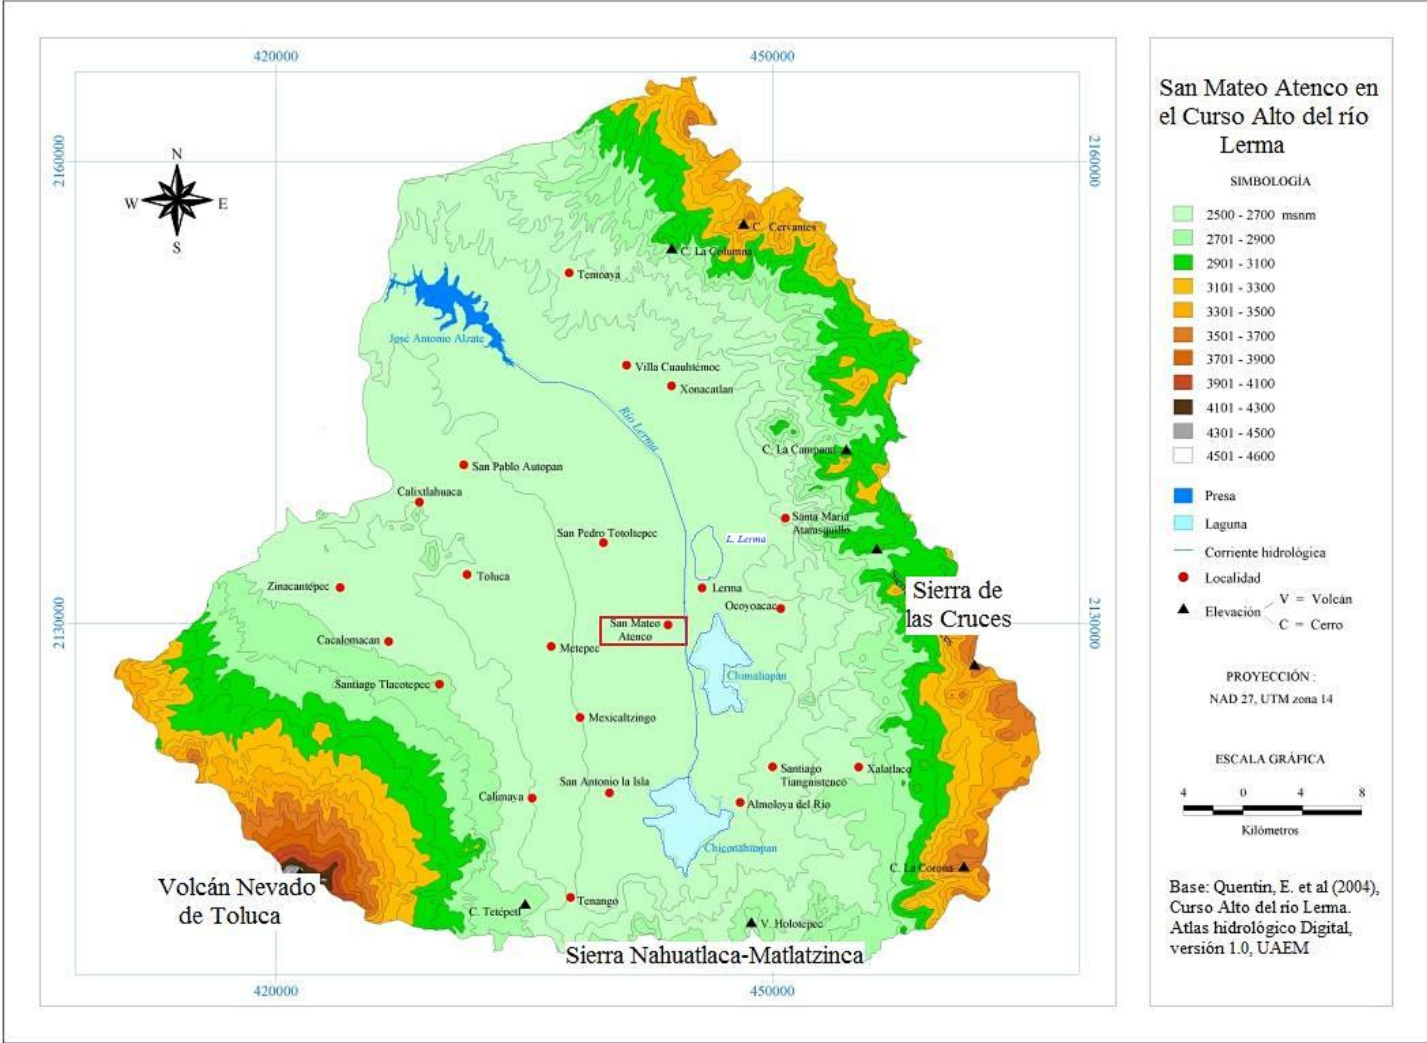 420000
450000
2160000
2160000
N
W
E
S
C. Cervantes
C. La Columna
Temoaya
José Antonio Alzate
Villa Cuauhtémoc
Xonacatlan
Río Lerma
C. La Campana
San Pablo Autopan
Calixtlahuaca
Santa María
Atarasquillo
San Pedro Totoltepec
L. Lerma
Toluca
Zinacantépec
Lerma
Ocoyoacac
Sierra de
las Cruces
2130000
2130000
San Mateo
Atenco
Cacalomacan
Metepec
Chimaliapan
Santiago Tlacotepec
Mexicaltzingo
San Antonio la Isla
Santiago
Tianguistenco
Xalatlaco
Calimaya
Almoloya del Río
Chiconahuapan
C. La Corona
Volcán Nevado
de Toluca
Tenango
C. Tetépetl
V. Holotepec
Sierra Nahuatlaca-Matlatzinca
420000
450000
San Mateo Atenco en
el Curso Alto del río
Lerma
SIMBOLOGÍA
2500 - 2700 msnm
2701 - 2900
2901 - 3100
3101 - 3300
3301 - 3500
3501 - 3700
3701 - 3900
3901 - 4100
4101 - 4300
4301 - 4500
4501 - 4600
Presa
Laguna
Corriente hidrológica
Localidad
Elevación
V = Volcán
C = Cerro
PROYECCIÓN :
NAD 27, UTM zona 14
ESCALA GRÁFICA
4 0 4 8
Kilómetros
Base: Quentin, E. et al (2004),
Curso Alto del río Lerma.
Atlas hidrológico Digital,
versión 1.0, UAEM